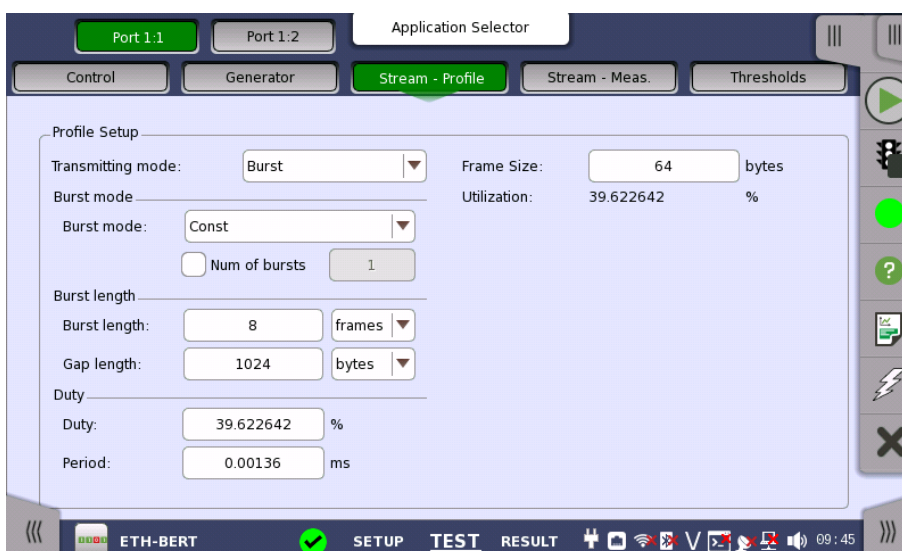 Port 1:1 Port 1:2 Application Selector
Control Generator Stream - Profile Stream - Meas. Thresholds
Profile Setup
Transmitting mode: Burst Frame Size: 64 bytes
Burst mode Utilization: 39.622642 %
Burst mode: Const
Num of bursts 1
Burst length
Burst length: 8 frames
Gap length: 1024 bytes
Duty
Duty: 39.622642 %
Period: 0.00136 ms
ETH-BERT SETUP TEST RESULT V 09:45